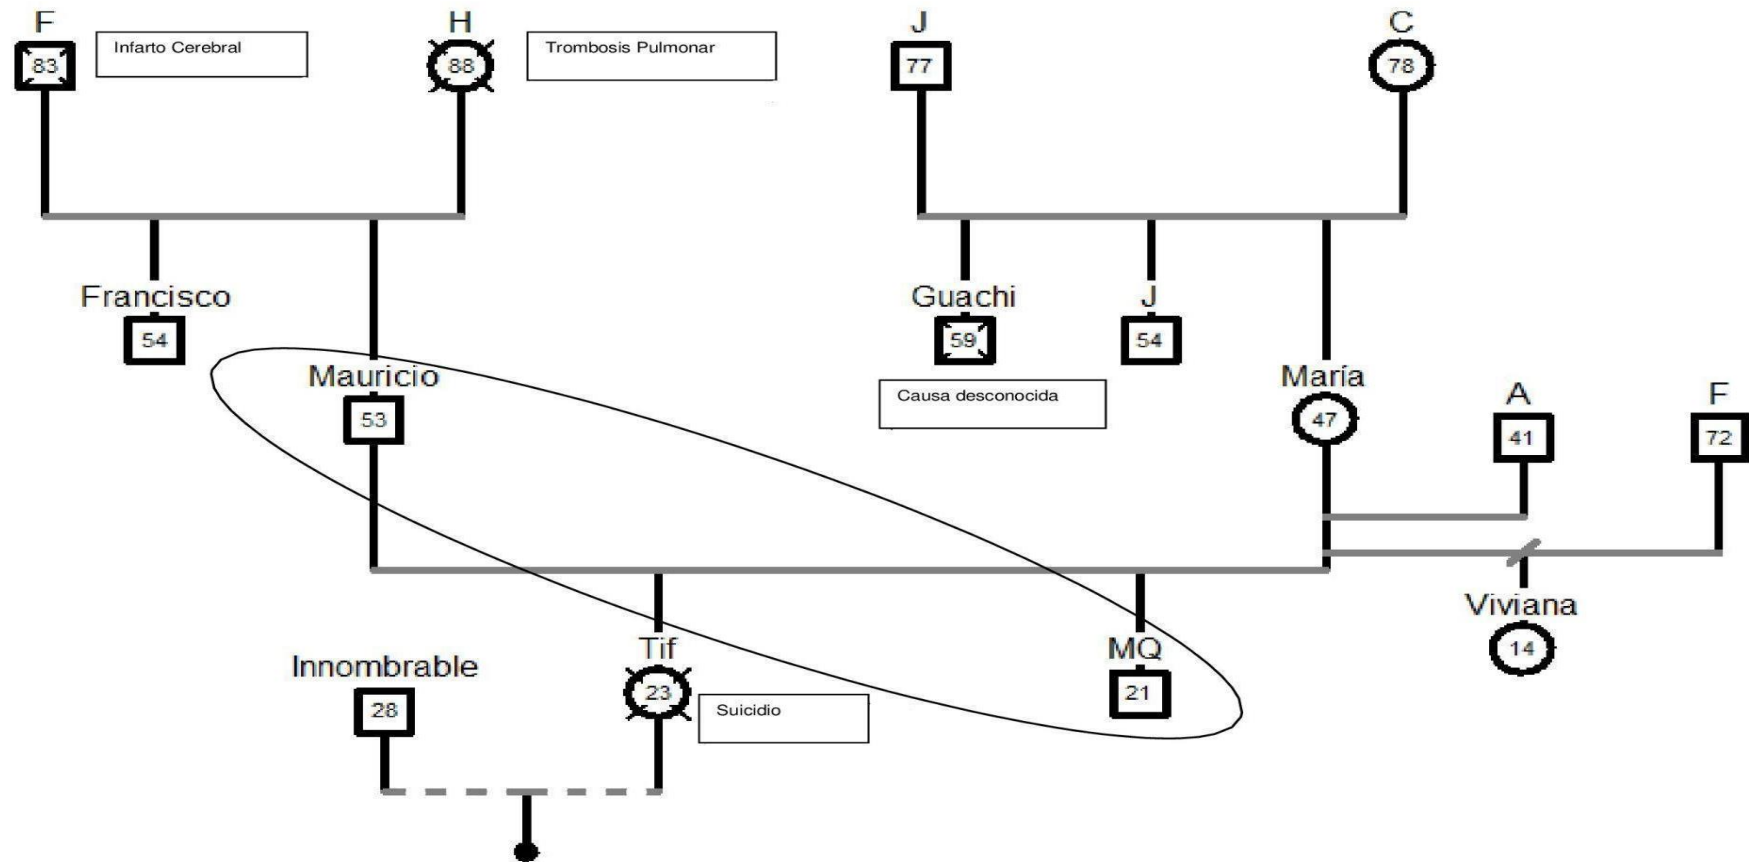 F
H
J
C
83
Infarto Cerebral
88
Trombosis Pulmonar
77
78
Francisco
Guachi
J
54
59
54
Mauricio
María
A
F
53
Causa desconocida
47
41
72
Viviana
Innombrable
Tif
MQ
14
28
23
Suicidio
21